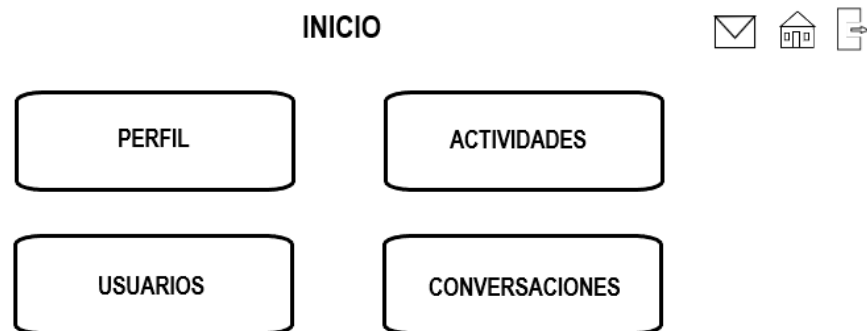 INICIO
PERFIL
ACTIVIDADES
USUARIOS
CONVERSACIONES